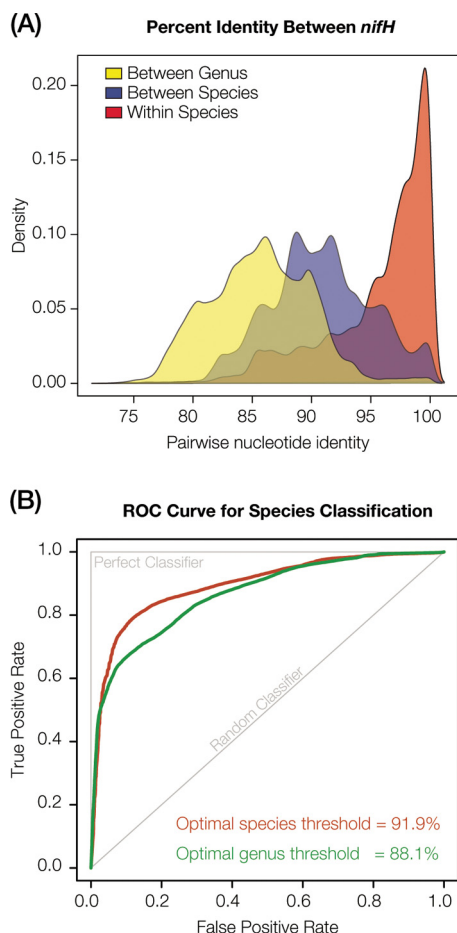 (A)
Percent Identity Between nifH
Between Genus
Between Species
Within Species
Density
0.20
0.15
0.10
0.05
0.00
75 80 85 90 95 100
Pairwise nucleotide identity
(B)
ROC Curve for Species Classification
Perfect Classifier
Random Classifier
True Positive Rate
1.0
0.8
0.6
0.4
0.2
0.0
Optimal species threshold = 91.9%
Optimal genus threshold = 88.1%
0.0 0.2 0.4 0.6 0.8 1.0
False Positive Rate